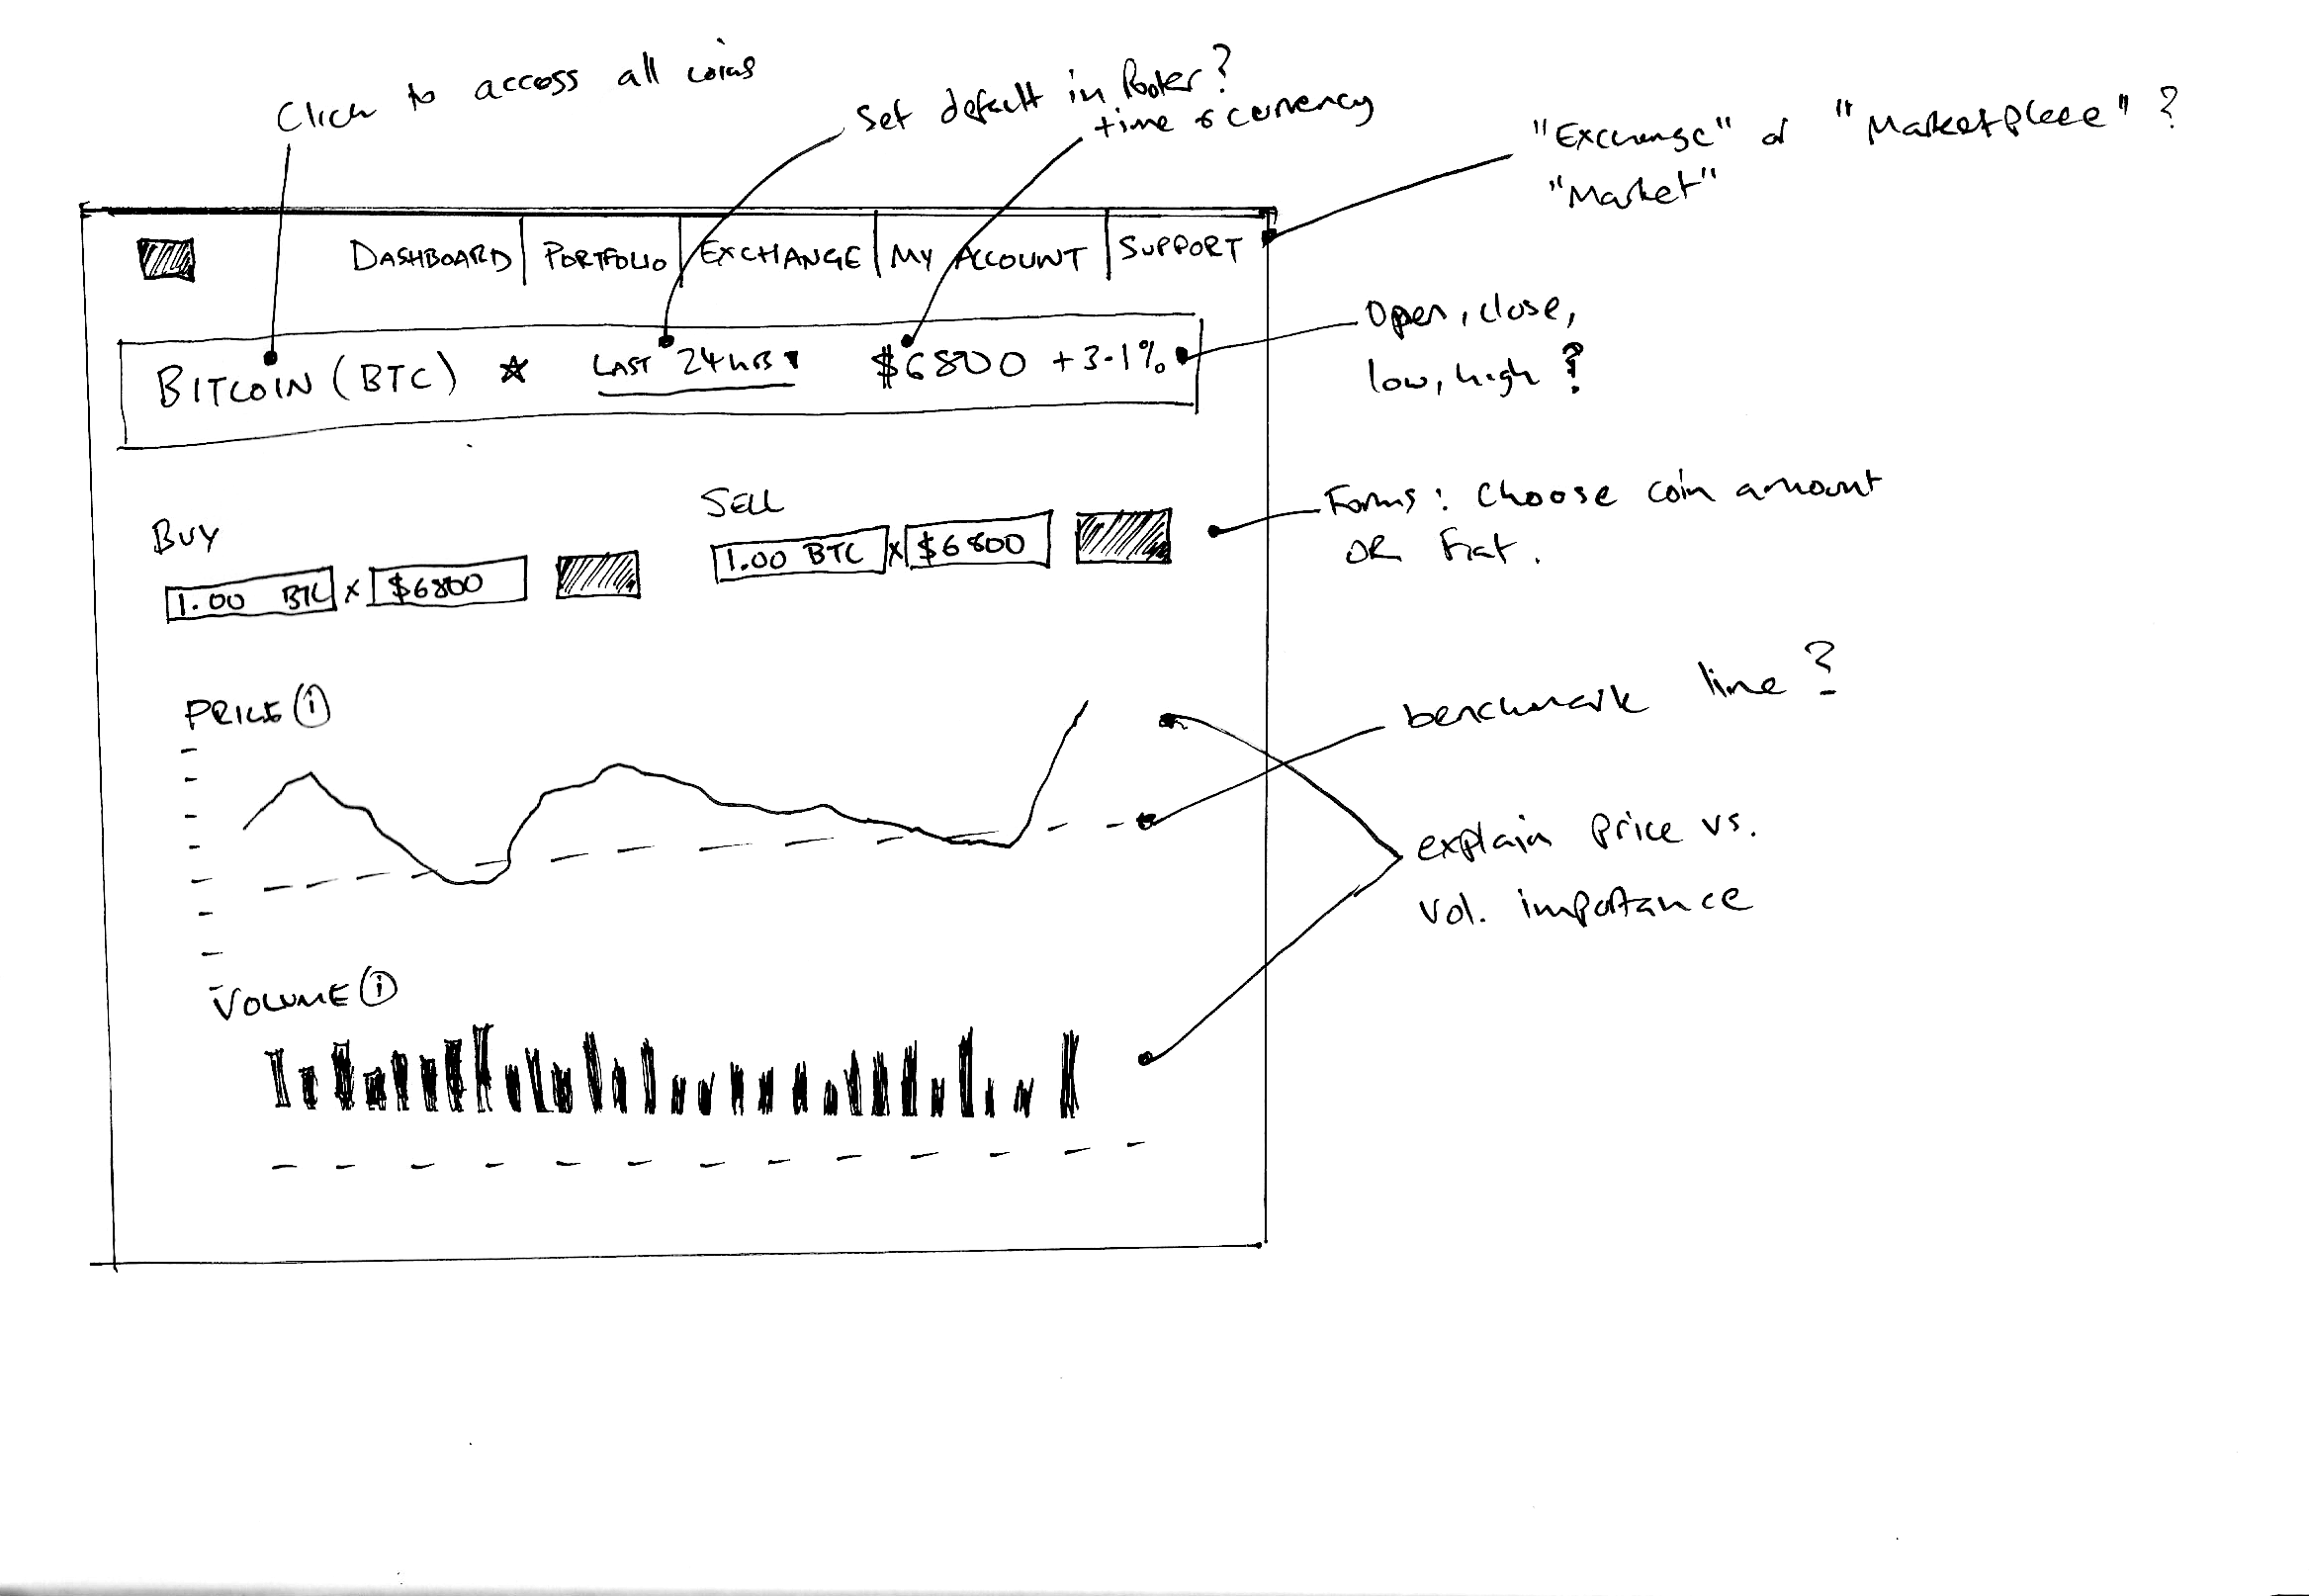 Click to access all coins
Set default in footer?
time & currency
"Exchange" or "Marketplace"?
"Market"
DASHBOARD PORTFOLIO EXCHANGE MY ACCOUNT SUPPORT
BITCOIN (BTC) ★ LAST 24HRS ▾ $6800 +3.1%
Open, close,
low, high?
BUY
1.00 BTC x $6800
SELL
1.00 BTC x $6800
Forms: Choose coin amount
OR Fiat.
PRICE ⓘ
benchmark line?
explain price vs.
vol. importance
VOLUME ⓘ